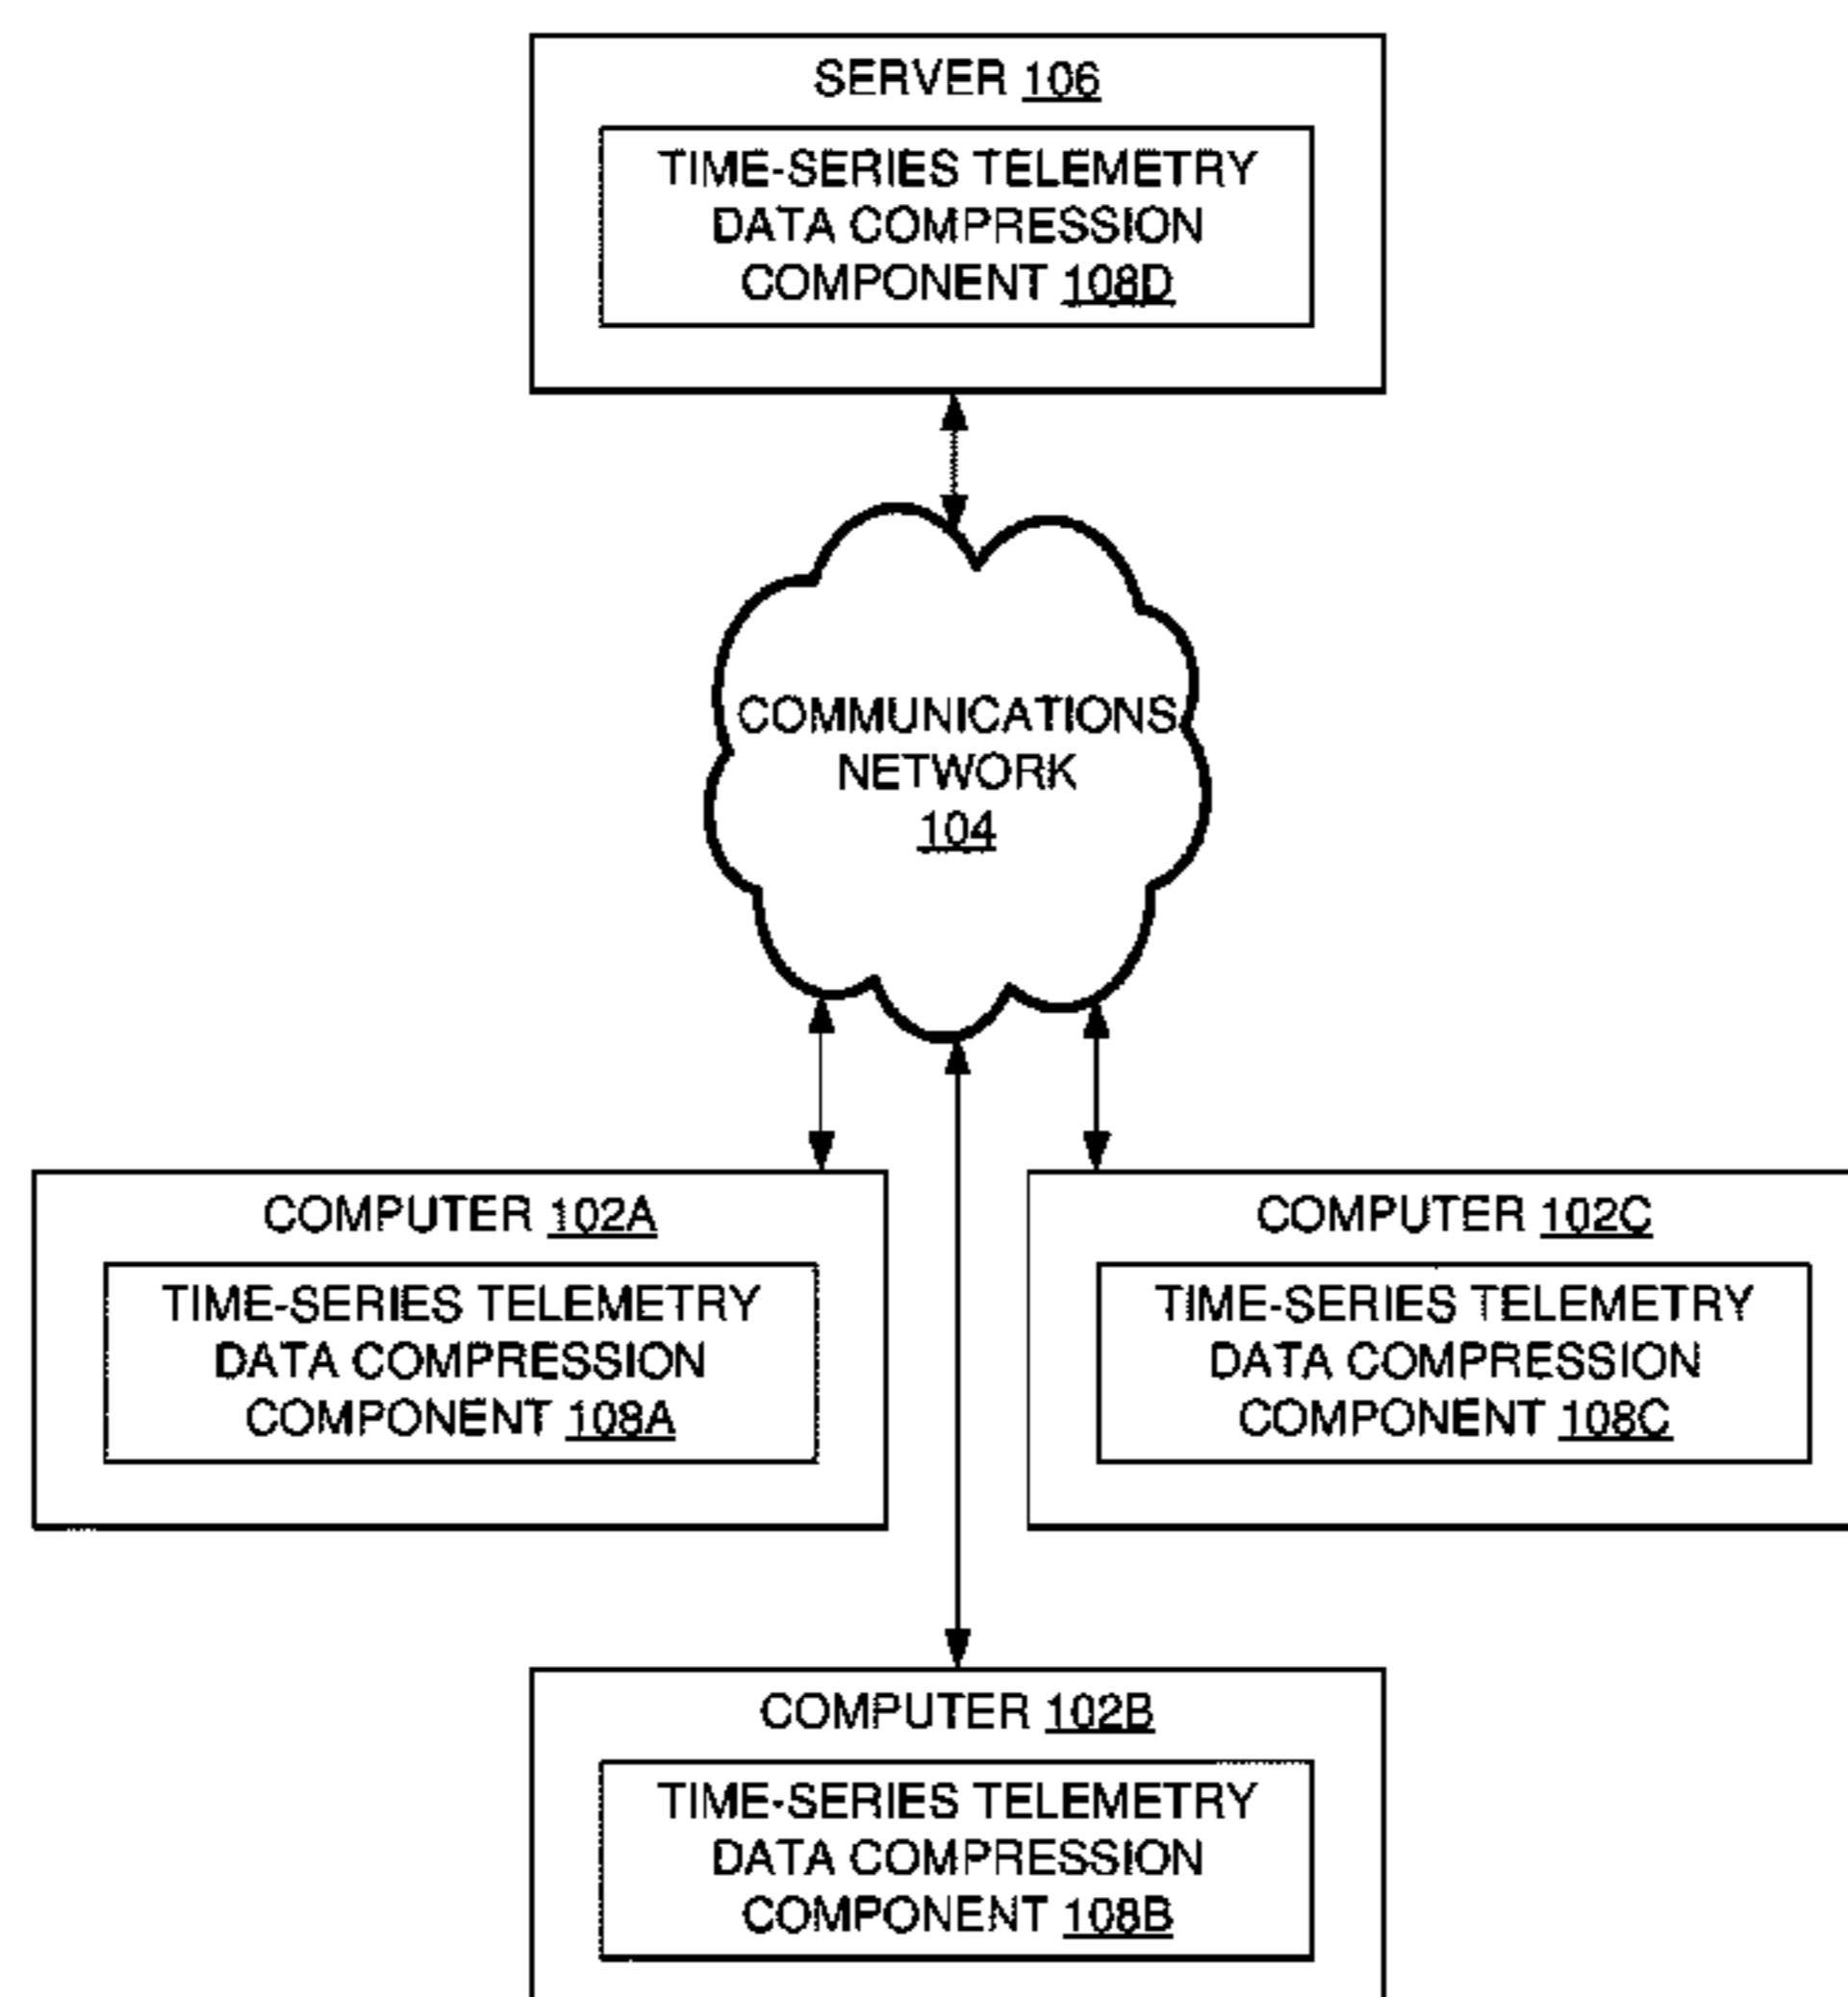 SERVER 106
TIME-SERIES TELEMETRY
DATA COMPRESSION
COMPONENT 108D
COMMUNICATIONS
NETWORK
104
COMPUTER 102A
TIME-SERIES TELEMETRY
DATA COMPRESSION
COMPONENT 108A
COMPUTER 102C
TIME-SERIES TELEMETRY
DATA COMPRESSION
COMPONENT 108C
COMPUTER 102B
TIME-SERIES TELEMETRY
DATA COMPRESSION
COMPONENT 108B